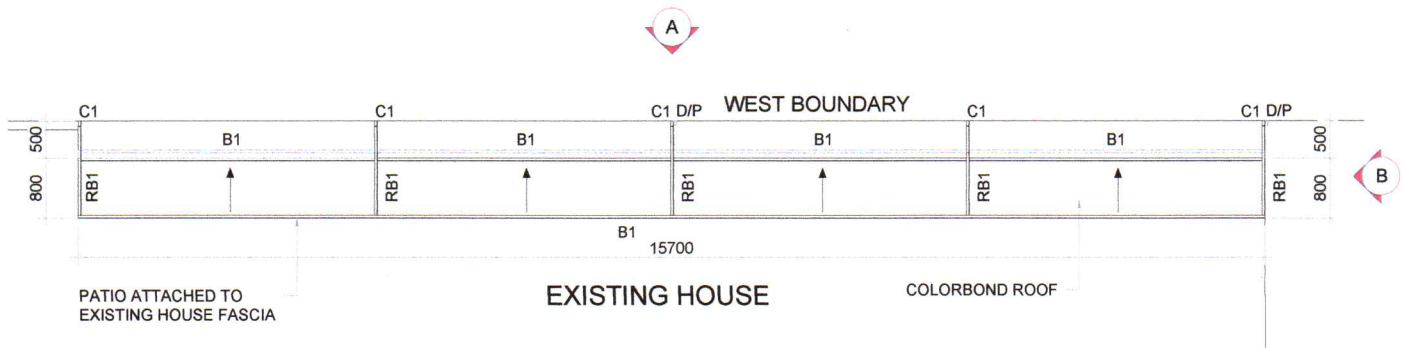 A
WEST BOUNDARY
C1
C1
C1 D/P
C1
C1 D/P
500
B1
B1
B1
B1
500
800
RB1
RB1
RB1
RB1
RB1
800
B
B1
15700
PATIO ATTACHED TO
EXISTING HOUSE FASCIA
EXISTING HOUSE
COLORBOND ROOF